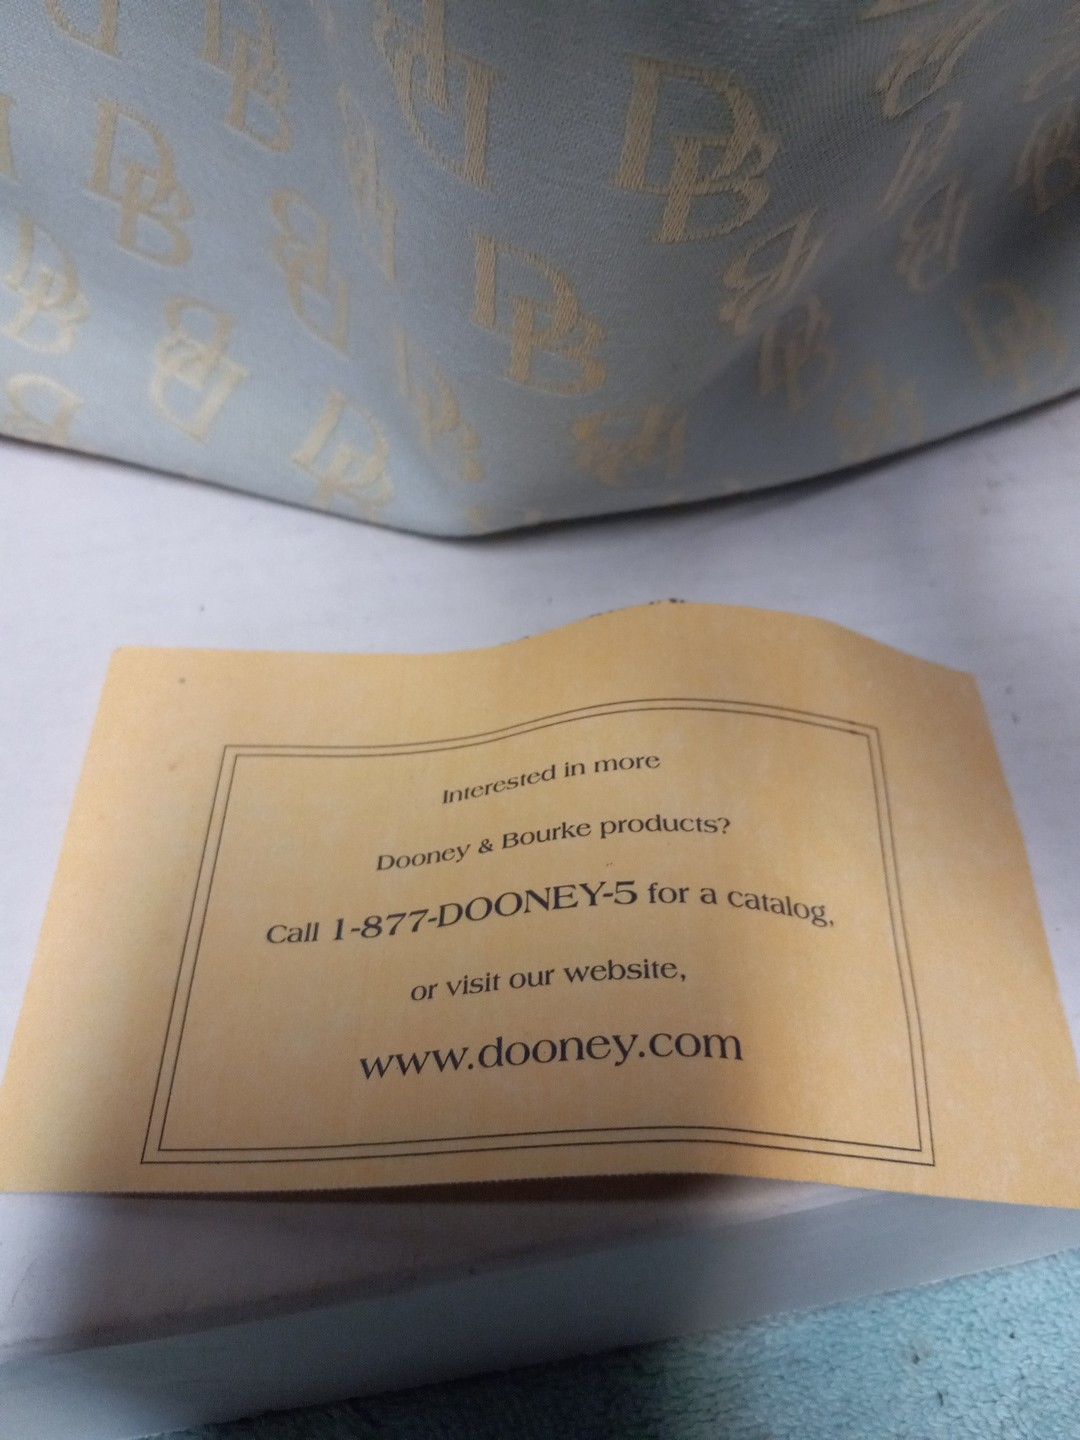 DB
Interested in more
Dooney & Bourke products?
Call 1-877-DOONEY-5 for a catalog,
or visit our website,
www.dooney.com